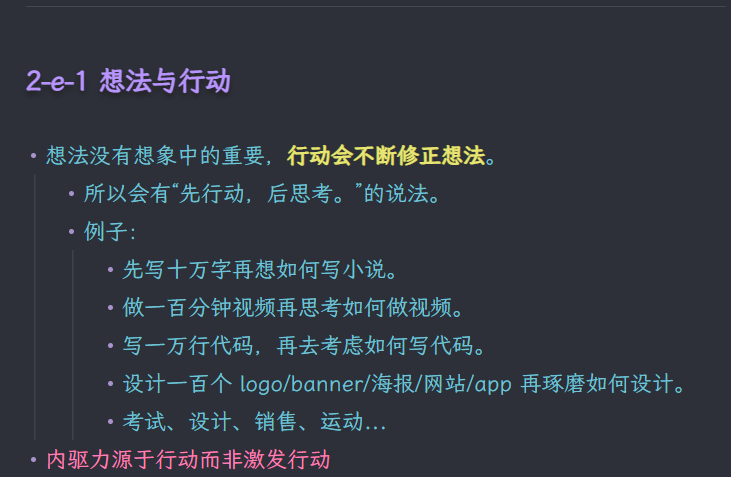 2-e-1 想法与行动
想法没有想象中的重要，行动会不断修正想法。
所以会有“先行动，后思考。”的说法。
例子：
先写十万字再想如何写小说。
做一百分钟视频再思考如何做视频。
写一万行代码，再去考虑如何写代码。
设计一百个 logo/banner/海报/网站/app 再琢磨如何设计。
考试、设计、销售、运动…
内驱力源于行动而非激发行动